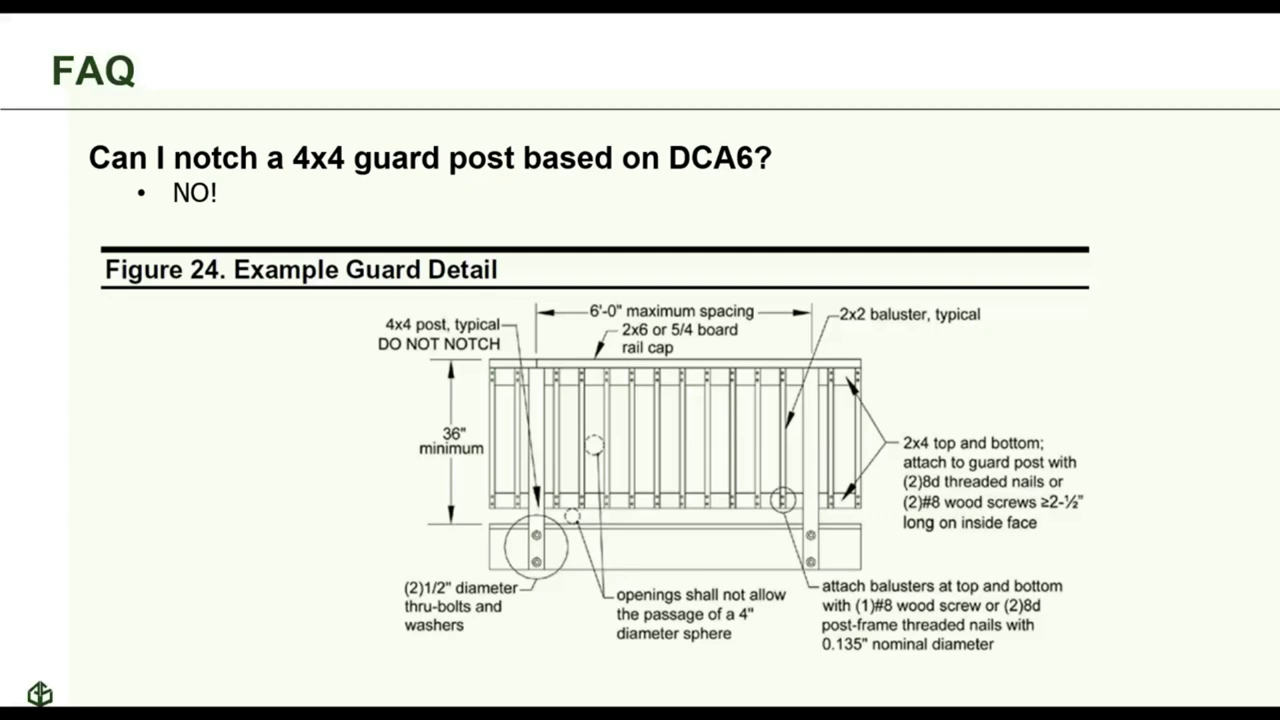 FAQ
Can I notch a 4x4 guard post based on DCA6?
• NO!
Figure 24. Example Guard Detail
6'-0" maximum spacing
2x6 or 5/4 board
rail cap
4x4 post, typical
DO NOT NOTCH
2x2 baluster, typical
36"
minimum
2x4 top and bottom;
attach to guard post with
(2)8d threaded nails or
(2)#8 wood screws ≥2-½"
long on inside face
(2)1/2" diameter
thru-bolts and
washers
openings shall not allow
the passage of a 4"
diameter sphere
attach balusters at top and bottom
with (1)#8 wood screw or (2)8d
post-frame threaded nails with
0.135" nominal diameter